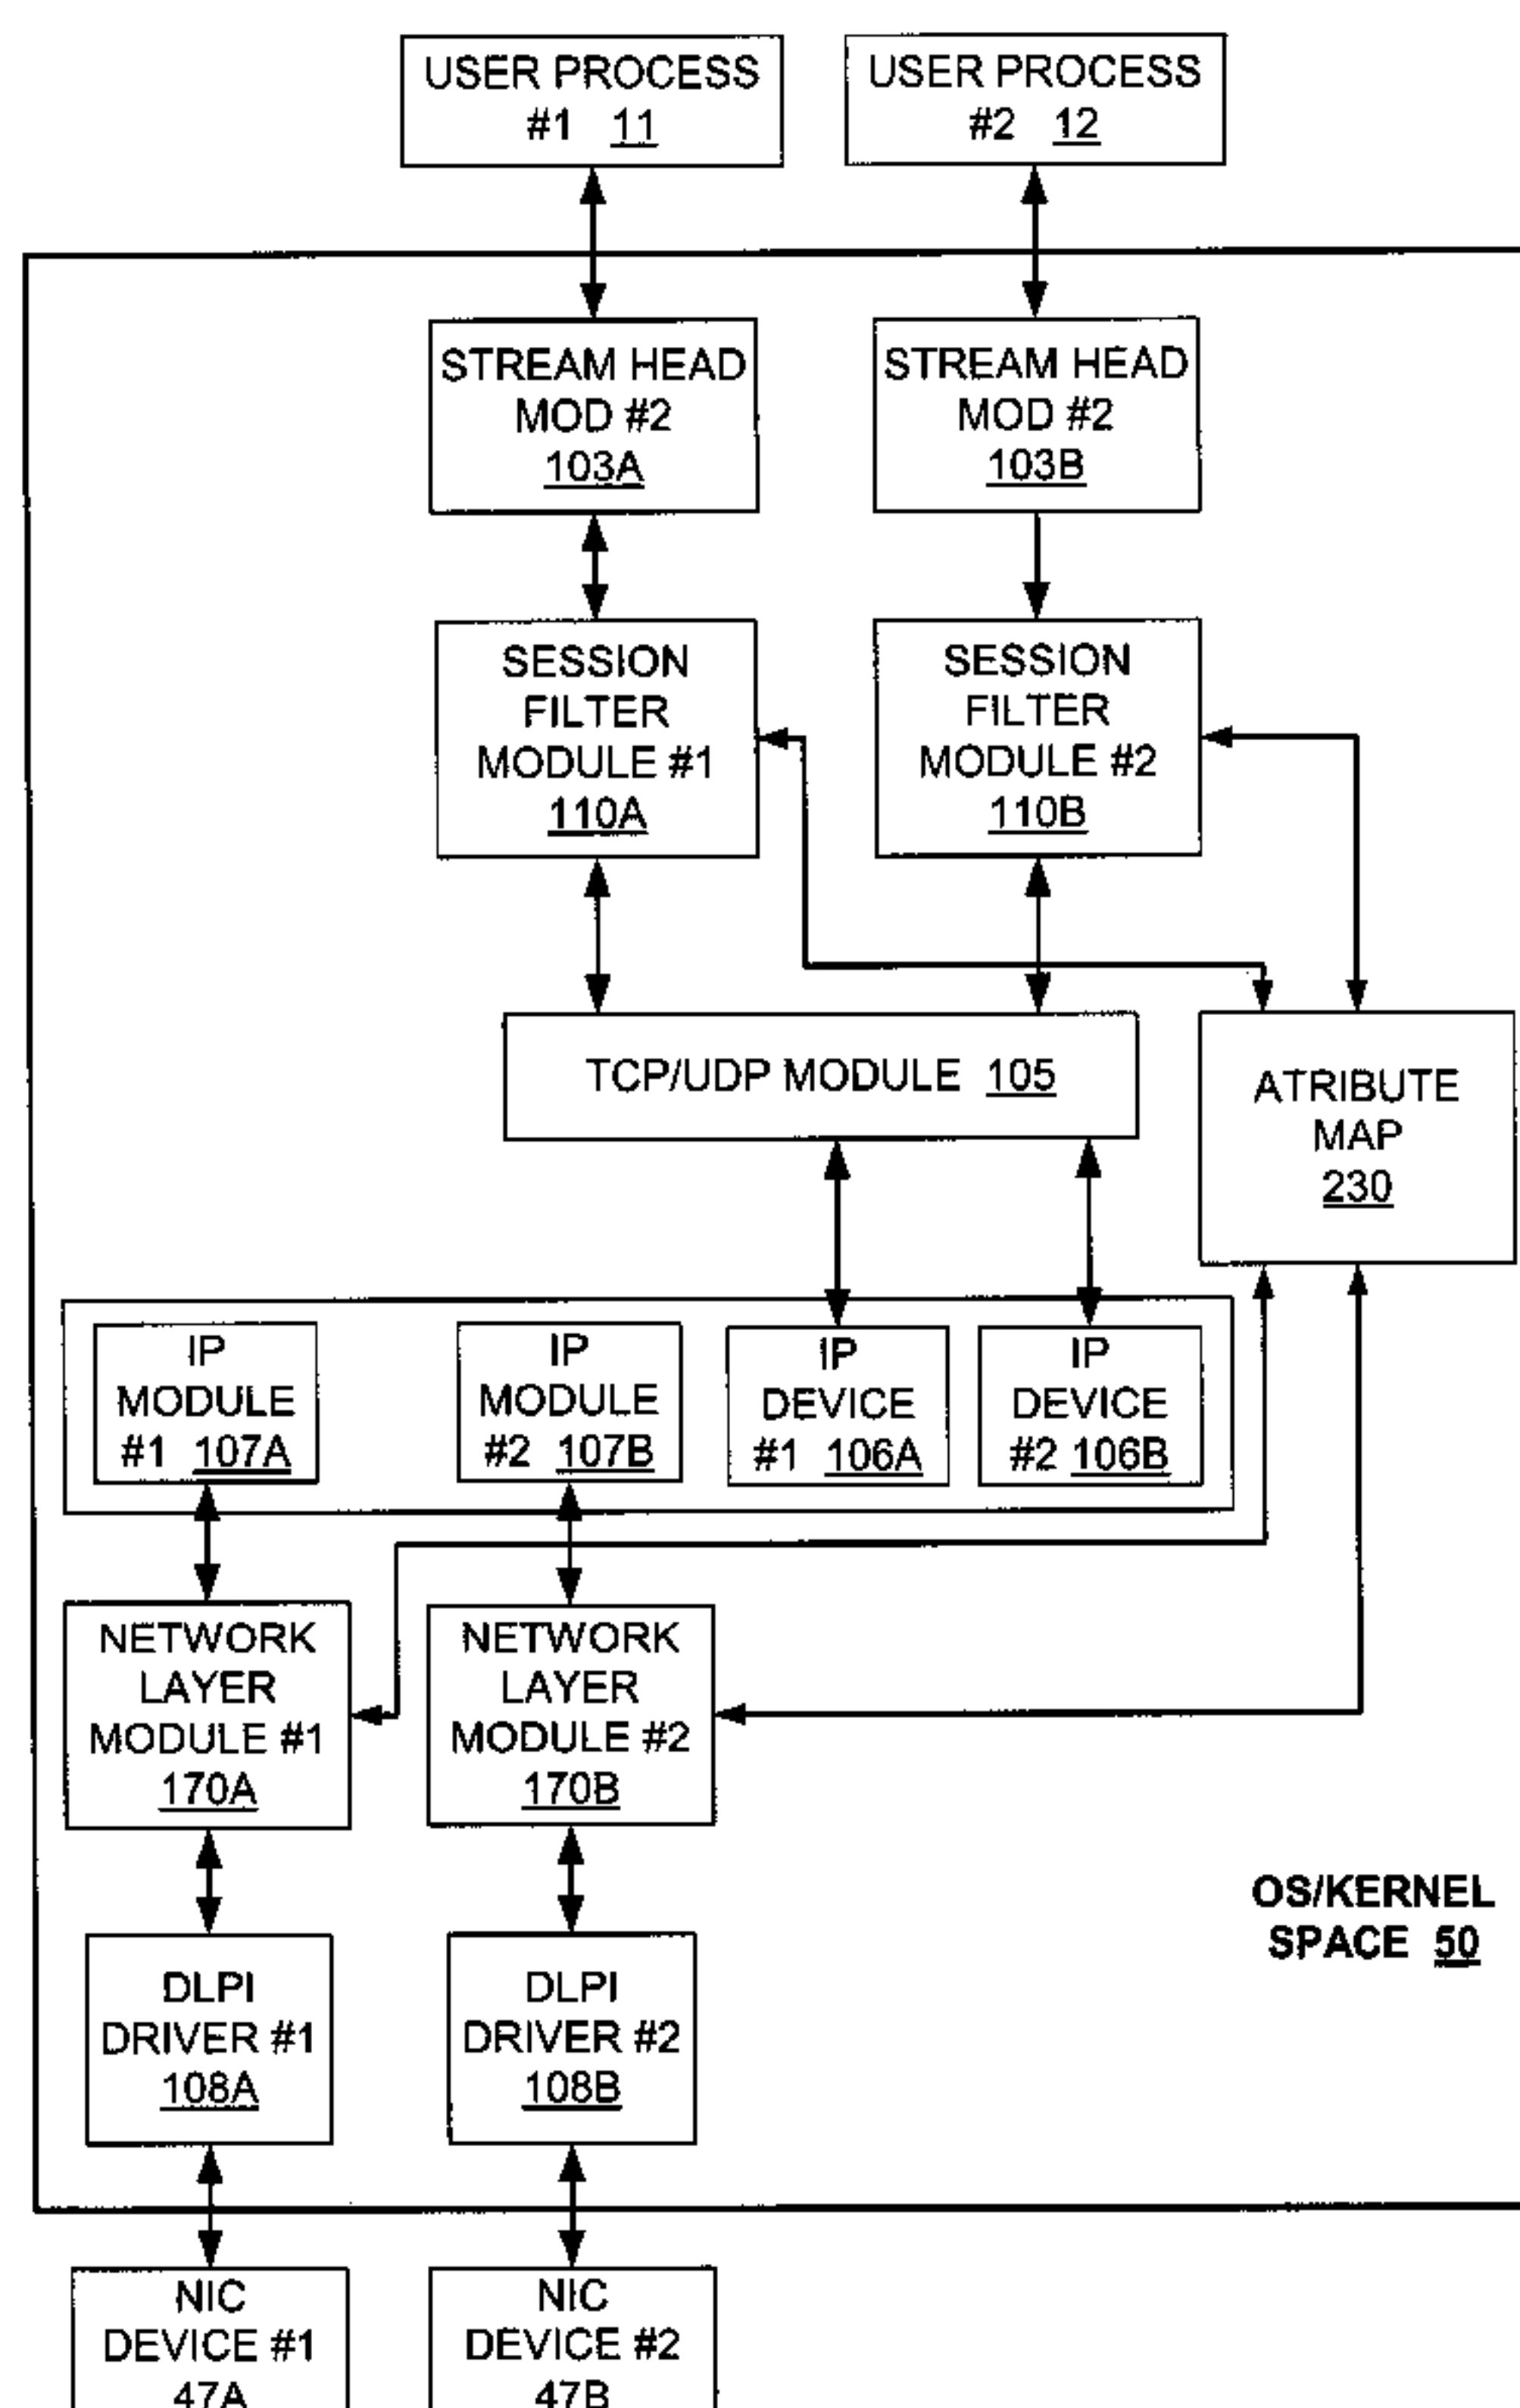 USER PROCESS
#1 11
USER PROCESS
#2 12
STREAM HEAD
MOD #2
103A
STREAM HEAD
MOD #2
103B
SESSION
FILTER
MODULE #1
110A
SESSION
FILTER
MODULE #2
110B
TCP/UDP MODULE 105
ATRIBUTE
MAP
230
IP
MODULE
#1 107A
IP
MODULE
#2 107B
IP
DEVICE
#1 106A
IP
DEVICE
#2 106B
NETWORK
LAYER
MODULE #1
170A
NETWORK
LAYER
MODULE #2
170B
OS/KERNEL
SPACE 50
DLPI
DRIVER #1
108A
DLPI
DRIVER #2
108B
NIC
DEVICE #1
47A
NIC
DEVICE #2
47B